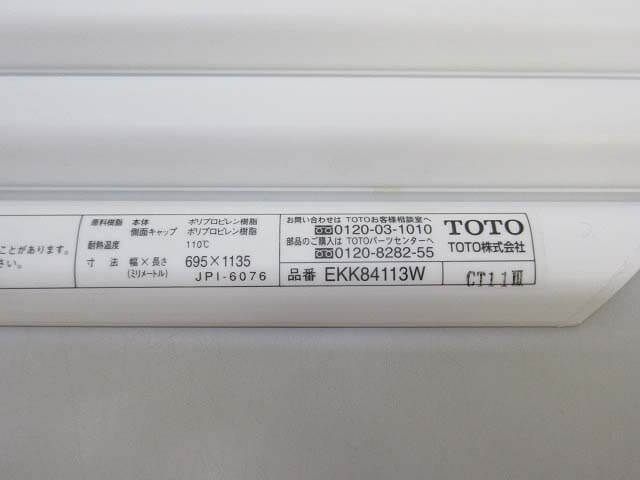 ことがあります。
さい。
原料樹脂 本体 ポリプロピレン樹脂
側面キャップ ポリプロピレン樹脂
耐熱温度 110℃
寸法 幅×長さ 695×1135
(ミリメートル) JPI-6076
お問い合わせは TOTOお客様相談室へ
0120-03-1010
部品のご購入は TOTOパーツセンターへ
0120-8282-55
品番 EKK84113W
TOTO
TOTO株式会社
CT11Ⅲ